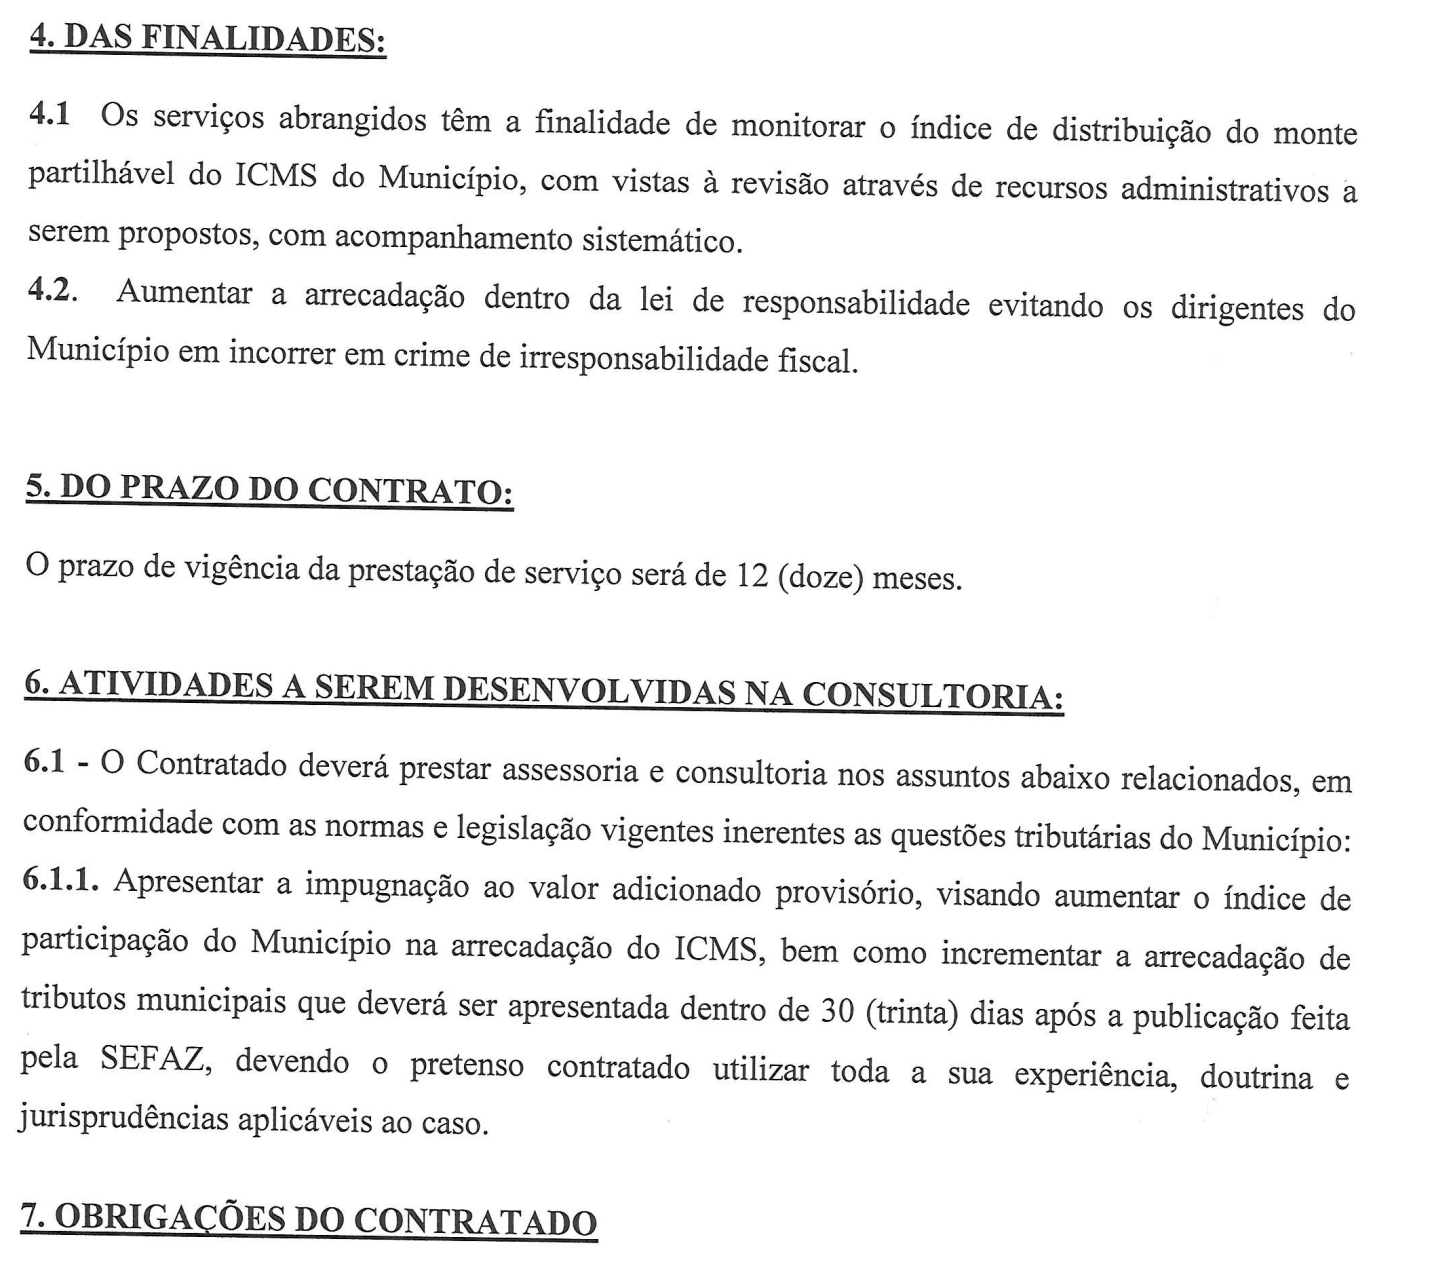 4. DAS FINALIDADES:
4.1 Os serviços abrangidos têm a finalidade de monitorar o índice de distribuição do monte
partilhável do ICMS do Município, com vistas à revisão através de recursos administrativos a
serem propostos, com acompanhamento sistemático.
4.2. Aumentar a arrecadação dentro da lei de responsabilidade evitando os dirigentes do
Município em incorrer em crime de irresponsabilidade fiscal.
5. DO PRAZO DO CONTRATO:
O prazo de vigência da prestação de serviço será de 12 (doze) meses.
6. ATIVIDADES A SEREM DESENVOLVIDAS NA CONSULTORIA:
6.1 - O Contratado deverá prestar assessoria e consultoria nos assuntos abaixo relacionados, em
conformidade com as normas e legislação vigentes inerentes as questões tributárias do Município:
6.1.1. Apresentar a impugnação ao valor adicionado provisório, visando aumentar o índice de
participação do Município na arrecadação do ICMS, bem como incrementar a arrecadação de
tributos municipais que deverá ser apresentada dentro de 30 (trinta) dias após a publicação feita
pela SEFAZ, devendo o pretenso contratado utilizar toda a sua experiência, doutrina e
jurisprudências aplicáveis ao caso.
7. OBRIGAÇÕES DO CONTRATADO